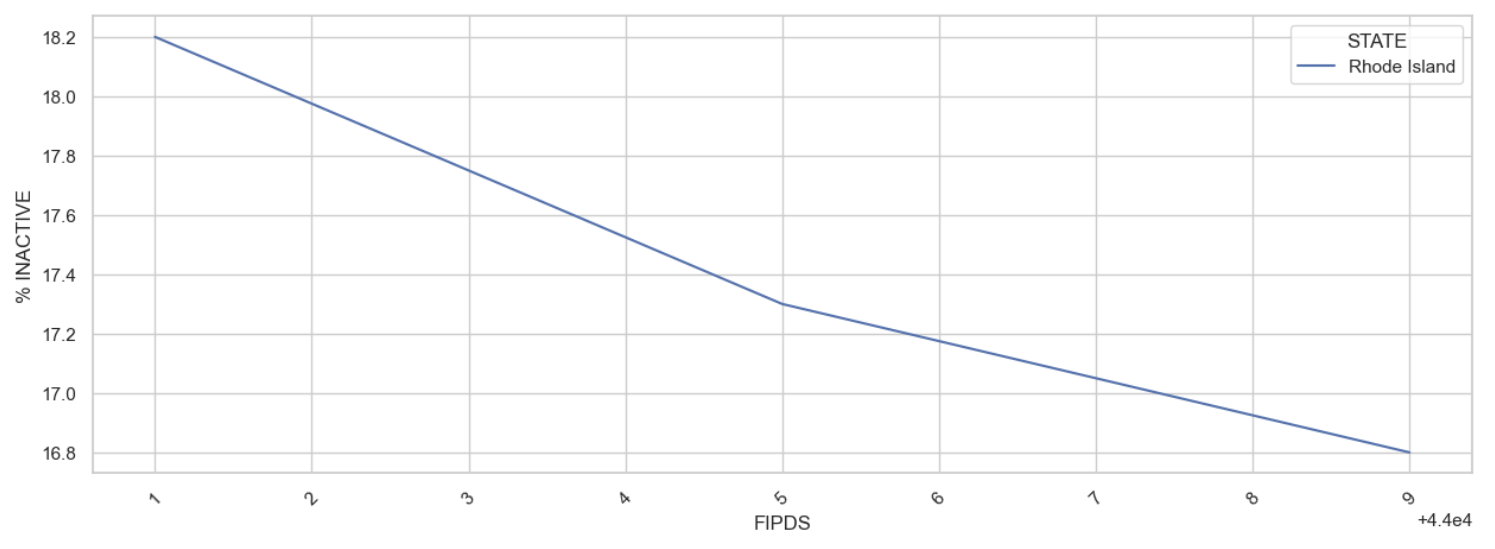 STATE
Rhode Island
% INACTIVE
18.2
18.0
17.8
17.6
17.4
17.2
17.0
16.8
1 2 3 4 5 6 7 8 9
+4.4e4
FIPDS